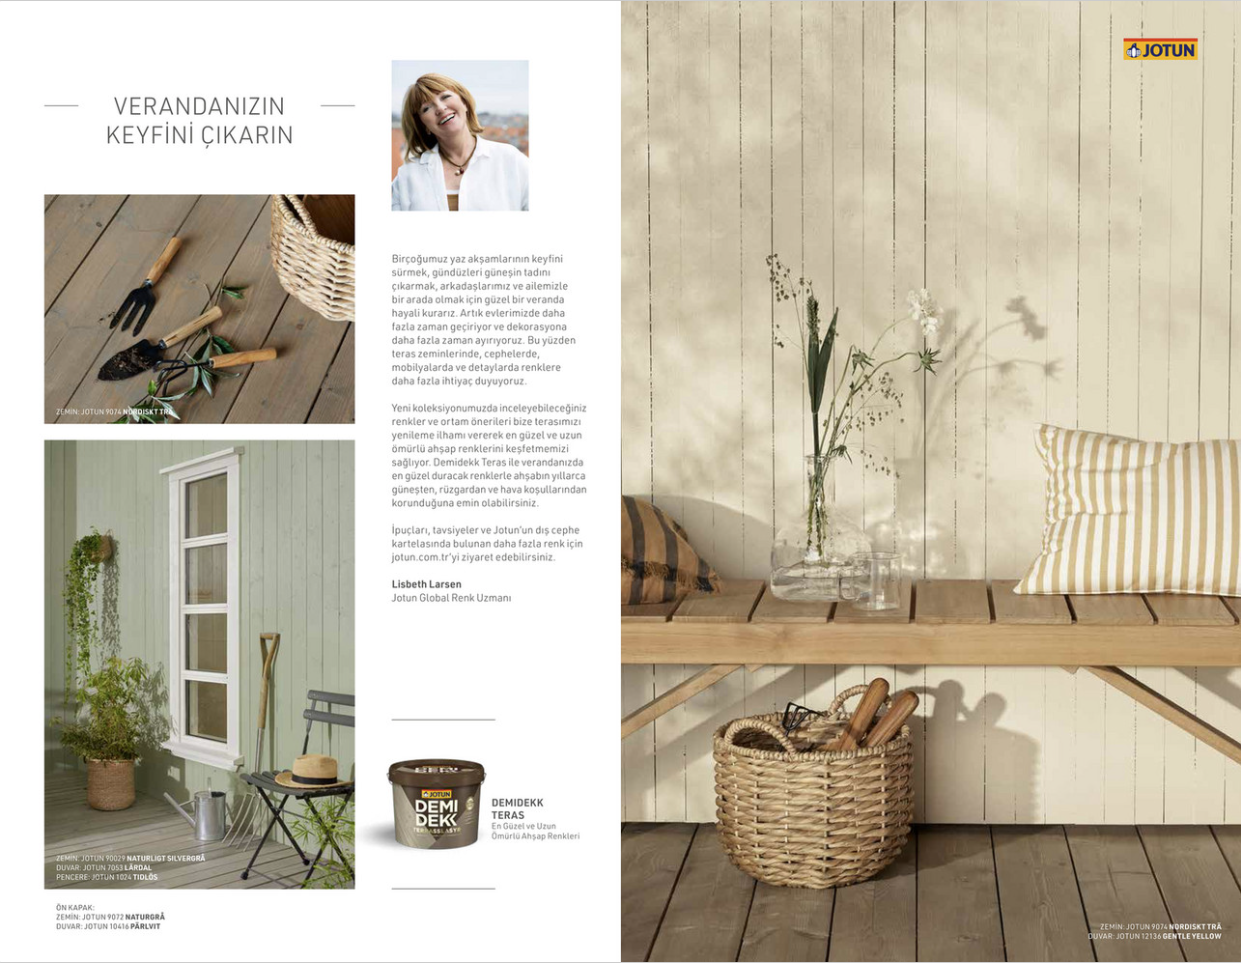 VERANDANIZIN
KEYFİNİ ÇIKARIN
ZEMİN: JOTUN 9074 NORDISKT TRÄ
ZEMİN: JOTUN 90029 NATURLIGT SILVERGRÅ
DUVAR: JOTUN 7053 LÄRDAL
PENCERE: JOTUN 1024 TIDLÖS
ÖN KAPAK:
ZEMİN: JOTUN 9072 NATURGRÅ
DUVAR: JOTUN 10416 PÄRLVIT
Birçoğumuz yaz akşamlarının keyfini
sürmek, gündüzleri güneşin tadını
çıkarmak, arkadaşlarımız ve ailemizle
bir arada olmak için güzel bir veranda
hayali kurarız. Artık evlerimizde daha
fazla zaman geçiriyor ve dekorasyona
daha fazla zaman ayırıyoruz. Bu yüzden
teras zeminlerinde, cephelerde,
mobilyalarda ve detaylarda renklere
daha fazla ihtiyaç duyuyoruz.
Yeni koleksiyonumuzda inceleyebileceğiniz
renkler ve ortam önerileri bize terasımızı
yenileme ilhamı vererek en güzel ve uzun
ömürlü ahşap renklerini keşfetmemizi
sağlıyor. Demidekk Teras ile verandanızda
en güzel duracak renklerle ahşabın yıllarca
güneşten, rüzgardan ve hava koşullarından
korunduğuna emin olabilirsiniz.
İpuçları, tavsiyeler ve Jotun'un dış cephe
kartelasında bulunan daha fazla renk için
jotun.com.tr'yi ziyaret edebilirsiniz.
Lisbeth Larsen
Jotun Global Renk Uzmanı
JOTUN
DEMI
DEKK
TERRASSLASYR
DEMIDEKK
TERAS
En Güzel ve Uzun
Ömürlü Ahşap Renkleri
JOTUN
ZEMİN: JOTUN 9074 NORDISKT TRÄ
DUVAR: JOTUN 12136 GENTLE YELLOW